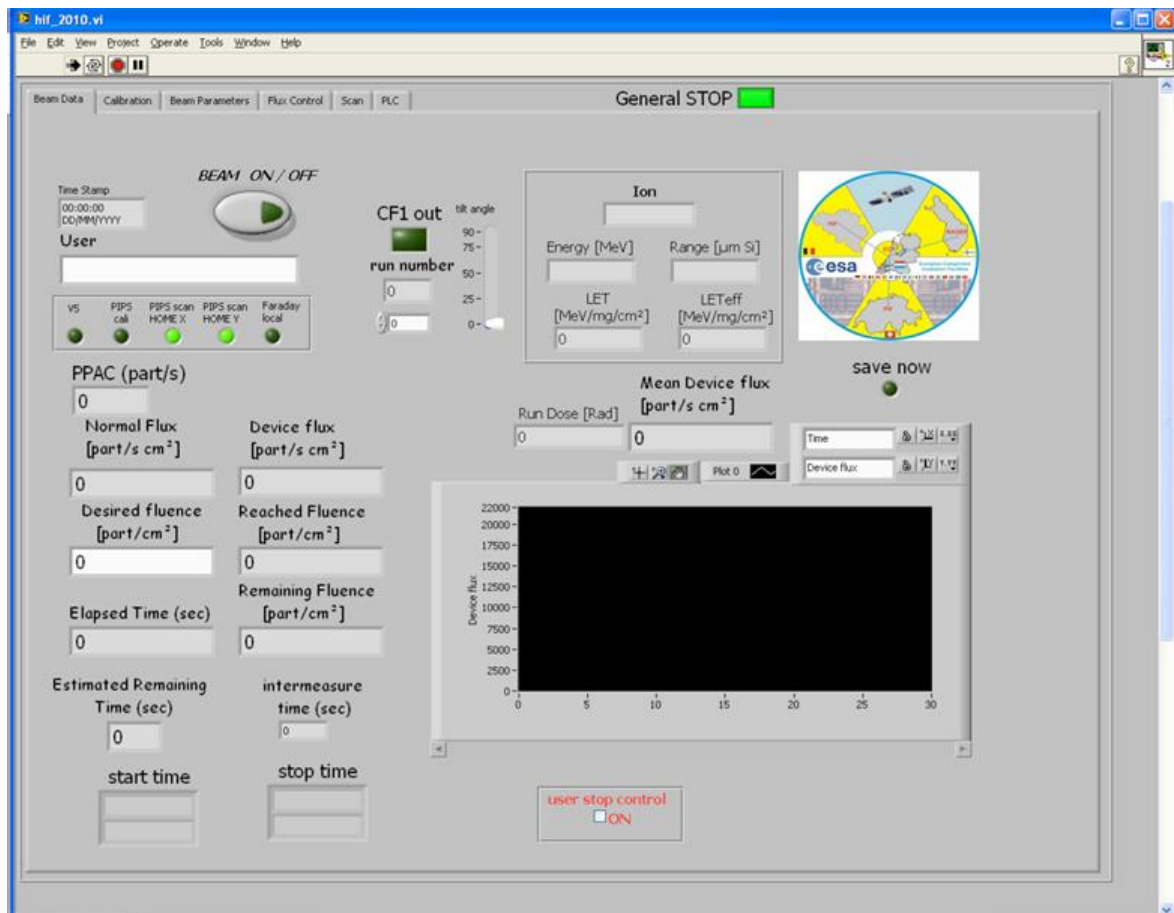 hif_2010.vi
File Edit View Project Operate Tools Window Help
2
Beam Data Calibration Beam Parameters Flux Control Scan PLC
General STOP
BEAM ON / OFF
Time Stamp
00:00:00
DD/MM/YYYY
User
CF1 out
tilt angle
90
75
50
25
0
run number
0
0
Ion
Energy [MeV] Range [µm Si]
LET
[MeV/mg/cm²]
0
LETeff
[MeV/mg/cm²]
0
esa
VS
PIPS
cali
PIPS scan
HOME X
PIPS scan
HOME Y
Faraday
local
save now
PPAC (part/s)
0
Normal Flux
[part/s cm²]
0
Device flux
[part/s cm²]
0
Desired fluence
[part/cm²]
0
Reached Fluence
[part/cm²]
0
Elapsed Time (sec)
0
Remaining Fluence
[part/cm²]
0
Estimated Remaining
Time (sec)
0
intermeasure
time (sec)
0
start time
stop time
Run Dose [Rad]
0
Mean Device flux
[part/s cm²]
0
Time
Device flux
Plot 0
22000
20000
17500
15000
12500
10000
7500
5000
2500
0
Device flux
0 5 10 15 20 25 30
user stop control
ON